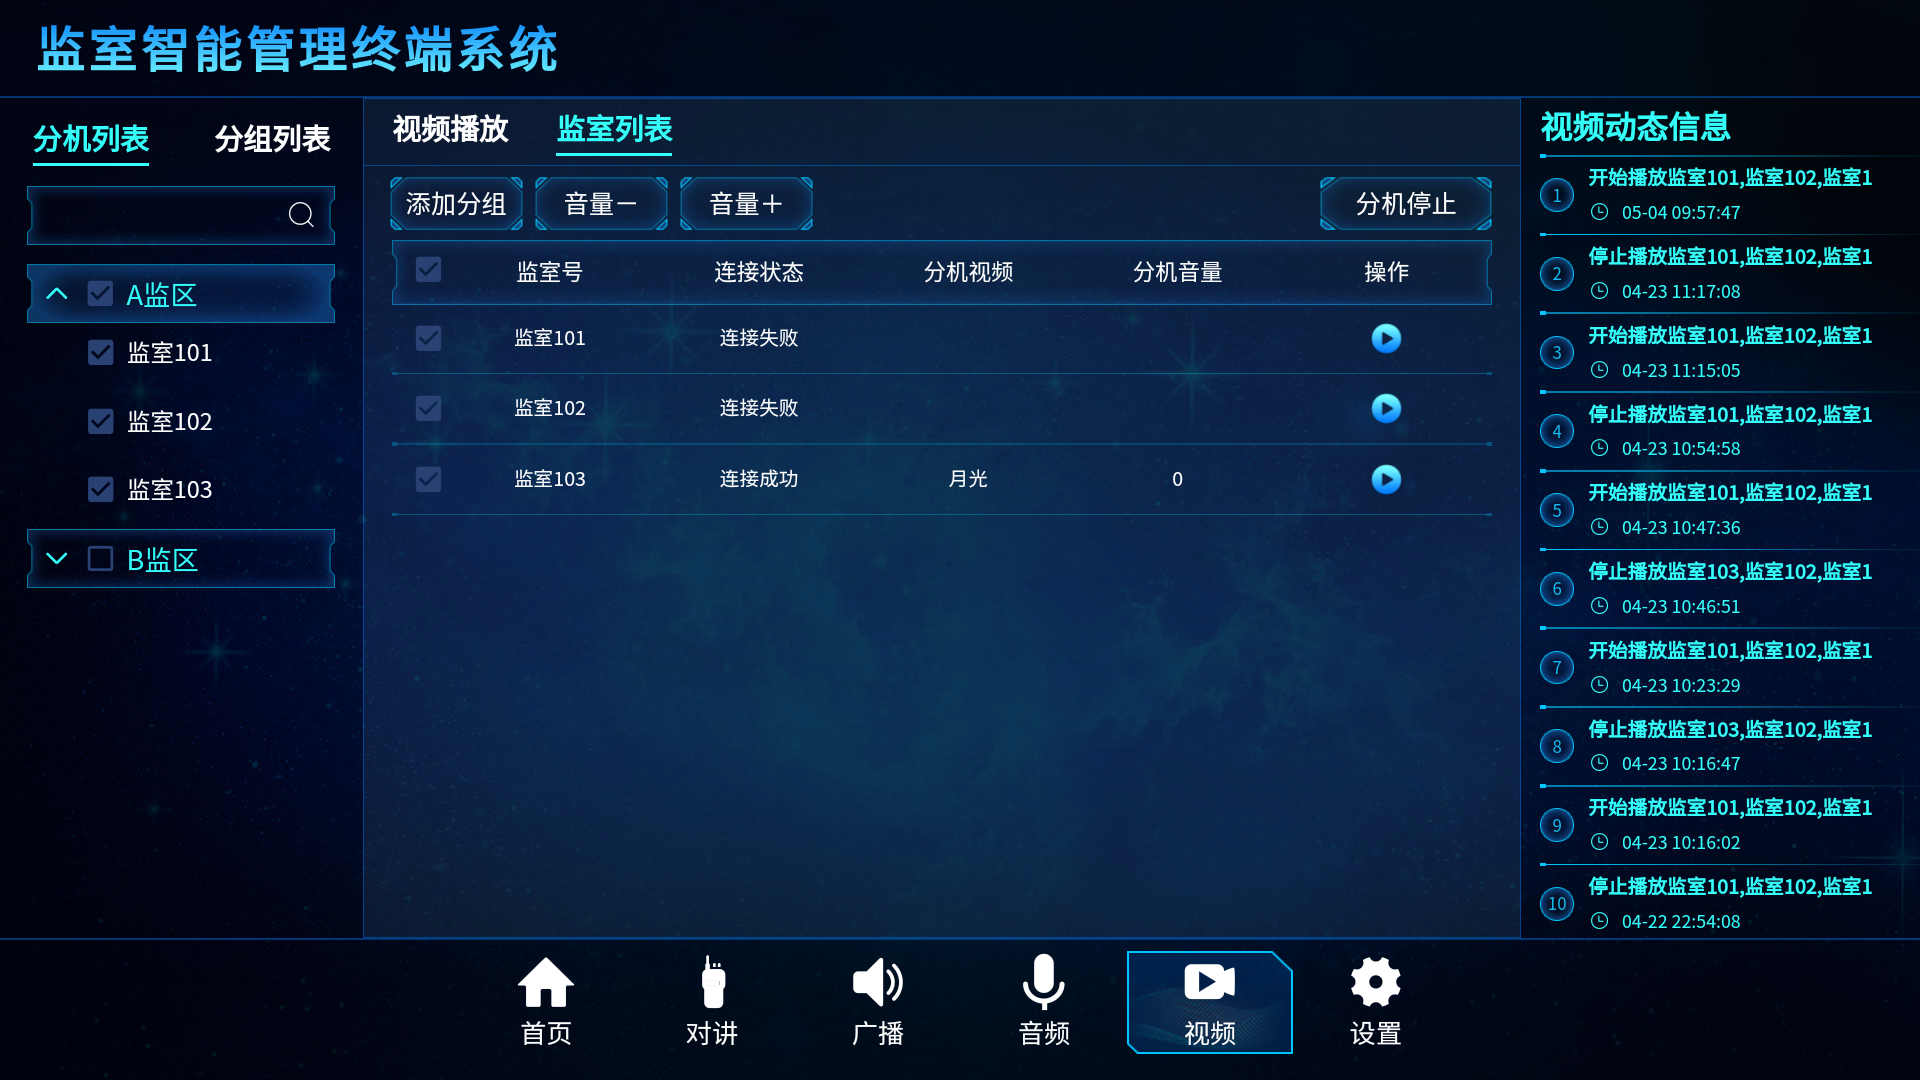 监室智能管理终端系统
分机列表 分组列表
A监区
监室101
监室102
监室103
B监区
视频播放 监室列表
添加分组 音量－ 音量＋ 分机停止
监室号 连接状态 分机视频 分机音量 操作
监室101 连接失败
监室102 连接失败
监室103 连接成功 月光 0
视频动态信息
1 开始播放监室101,监室102,监室1
05-04 09:57:47
2 停止播放监室101,监室102,监室1
04-23 11:17:08
3 开始播放监室101,监室102,监室1
04-23 11:15:05
4 停止播放监室101,监室102,监室1
04-23 10:54:58
5 开始播放监室101,监室102,监室1
04-23 10:47:36
6 停止播放监室103,监室102,监室1
04-23 10:46:51
7 开始播放监室101,监室102,监室1
04-23 10:23:29
8 停止播放监室103,监室102,监室1
04-23 10:16:47
9 开始播放监室101,监室102,监室1
04-23 10:16:02
10 停止播放监室101,监室102,监室1
04-22 22:54:08
首页 对讲 广播 音频 视频 设置